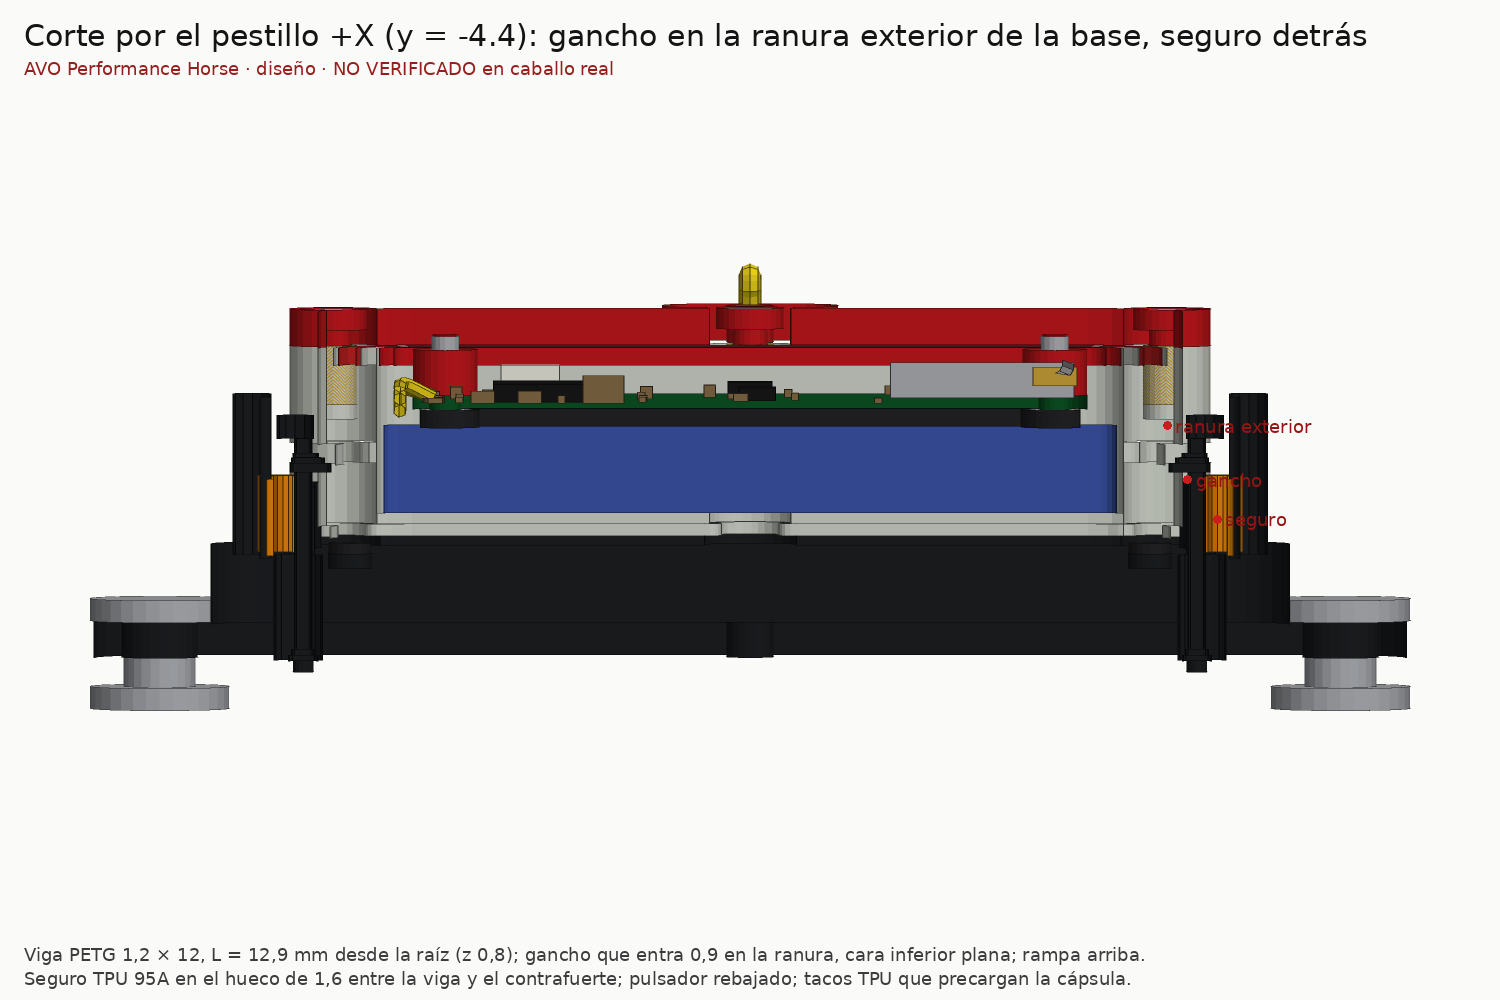 Corte por el pestillo +X (y = -4.4): gancho en la ranura exterior de la base, seguro detrás
AVO Performance Horse · diseño · NO VERIFICADO en caballo real
ranura exterior
gancho
seguro
Viga PETG 1,2 × 12, L = 12,9 mm desde la raíz (z 0,8); gancho que entra 0,9 en la ranura, cara inferior plana; rampa arriba.
Seguro TPU 95A en el hueco de 1,6 entre la viga y el contrafuerte; pulsador rebajado; tacos TPU que precargan la cápsula.